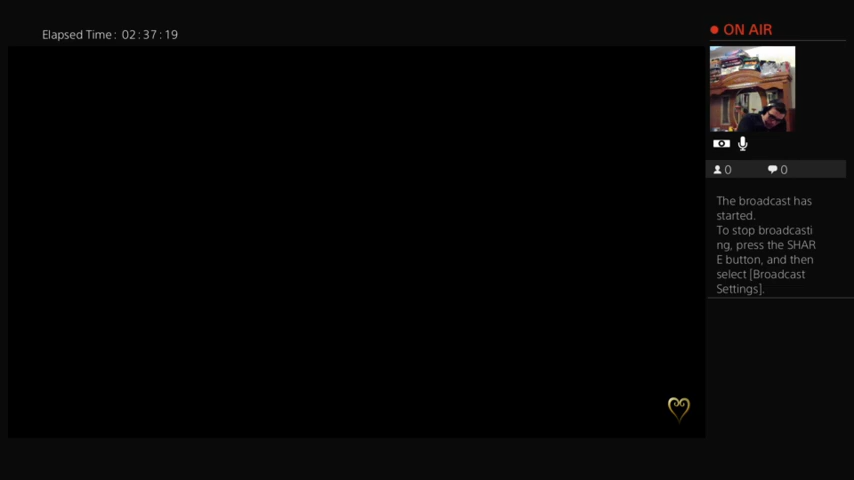 Elapsed Time: 02:37:19
ON AIR
0 0
The broadcast has
started.
To stop broadcasti
ng, press the SHAR
E button, and then
select [Broadcast
Settings].